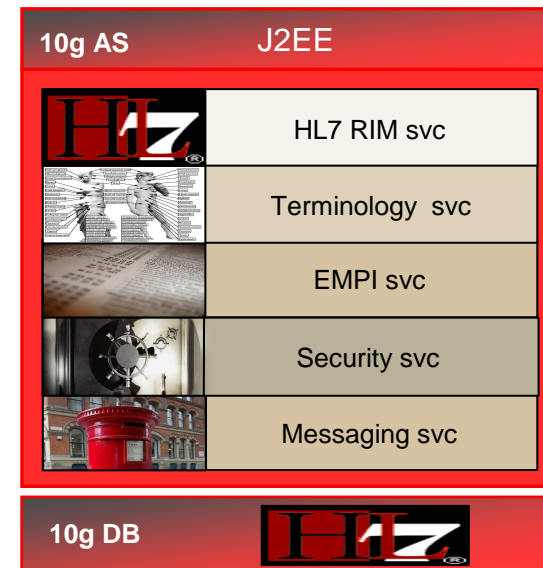 10g AS J2EE
HL7® HL7 RIM svc
Terminology svc
EMPI svc
Security svc
Messaging svc
10g DB HL7®